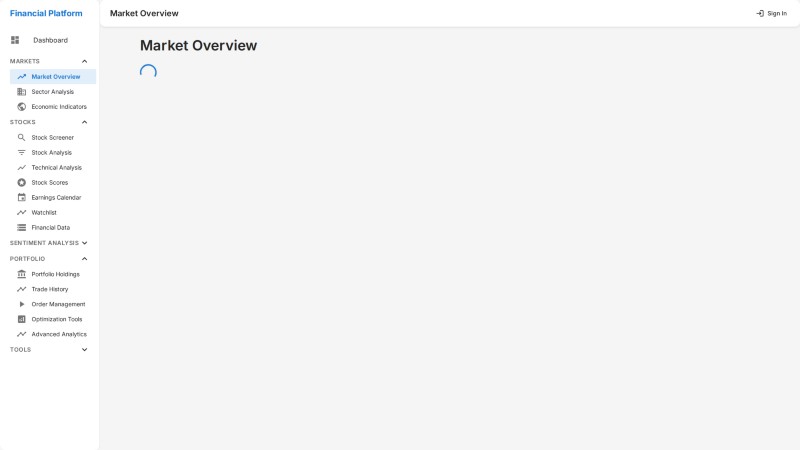 Financial Platform
Market Overview
Sign In
Dashboard
Market Overview
MARKETS
Market Overview
Sector Analysis
Economic Indicators
STOCKS
Stock Screener
Stock Analysis
Technical Analysis
Stock Scores
Earnings Calendar
Watchlist
Financial Data
SENTIMENT ANALYSIS
PORTFOLIO
Portfolio Holdings
Trade History
Order Management
Optimization Tools
Advanced Analytics
TOOLS